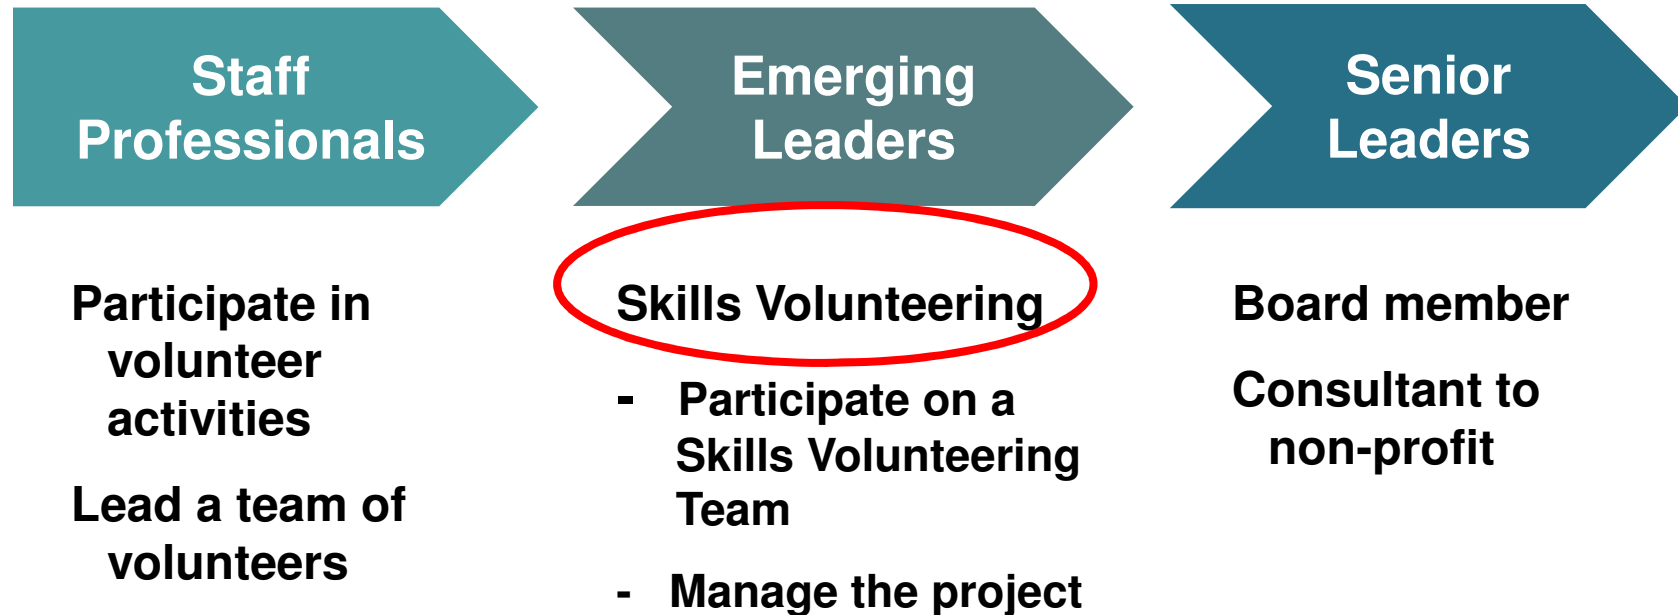 Staff
Professionals
Emerging
Leaders
Senior
Leaders
Participate in
volunteer
activities
Lead a team of
volunteers
Skills Volunteering
- Participate on a
Skills Volunteering
Team
- Manage the project
Board member
Consultant to
non-profit